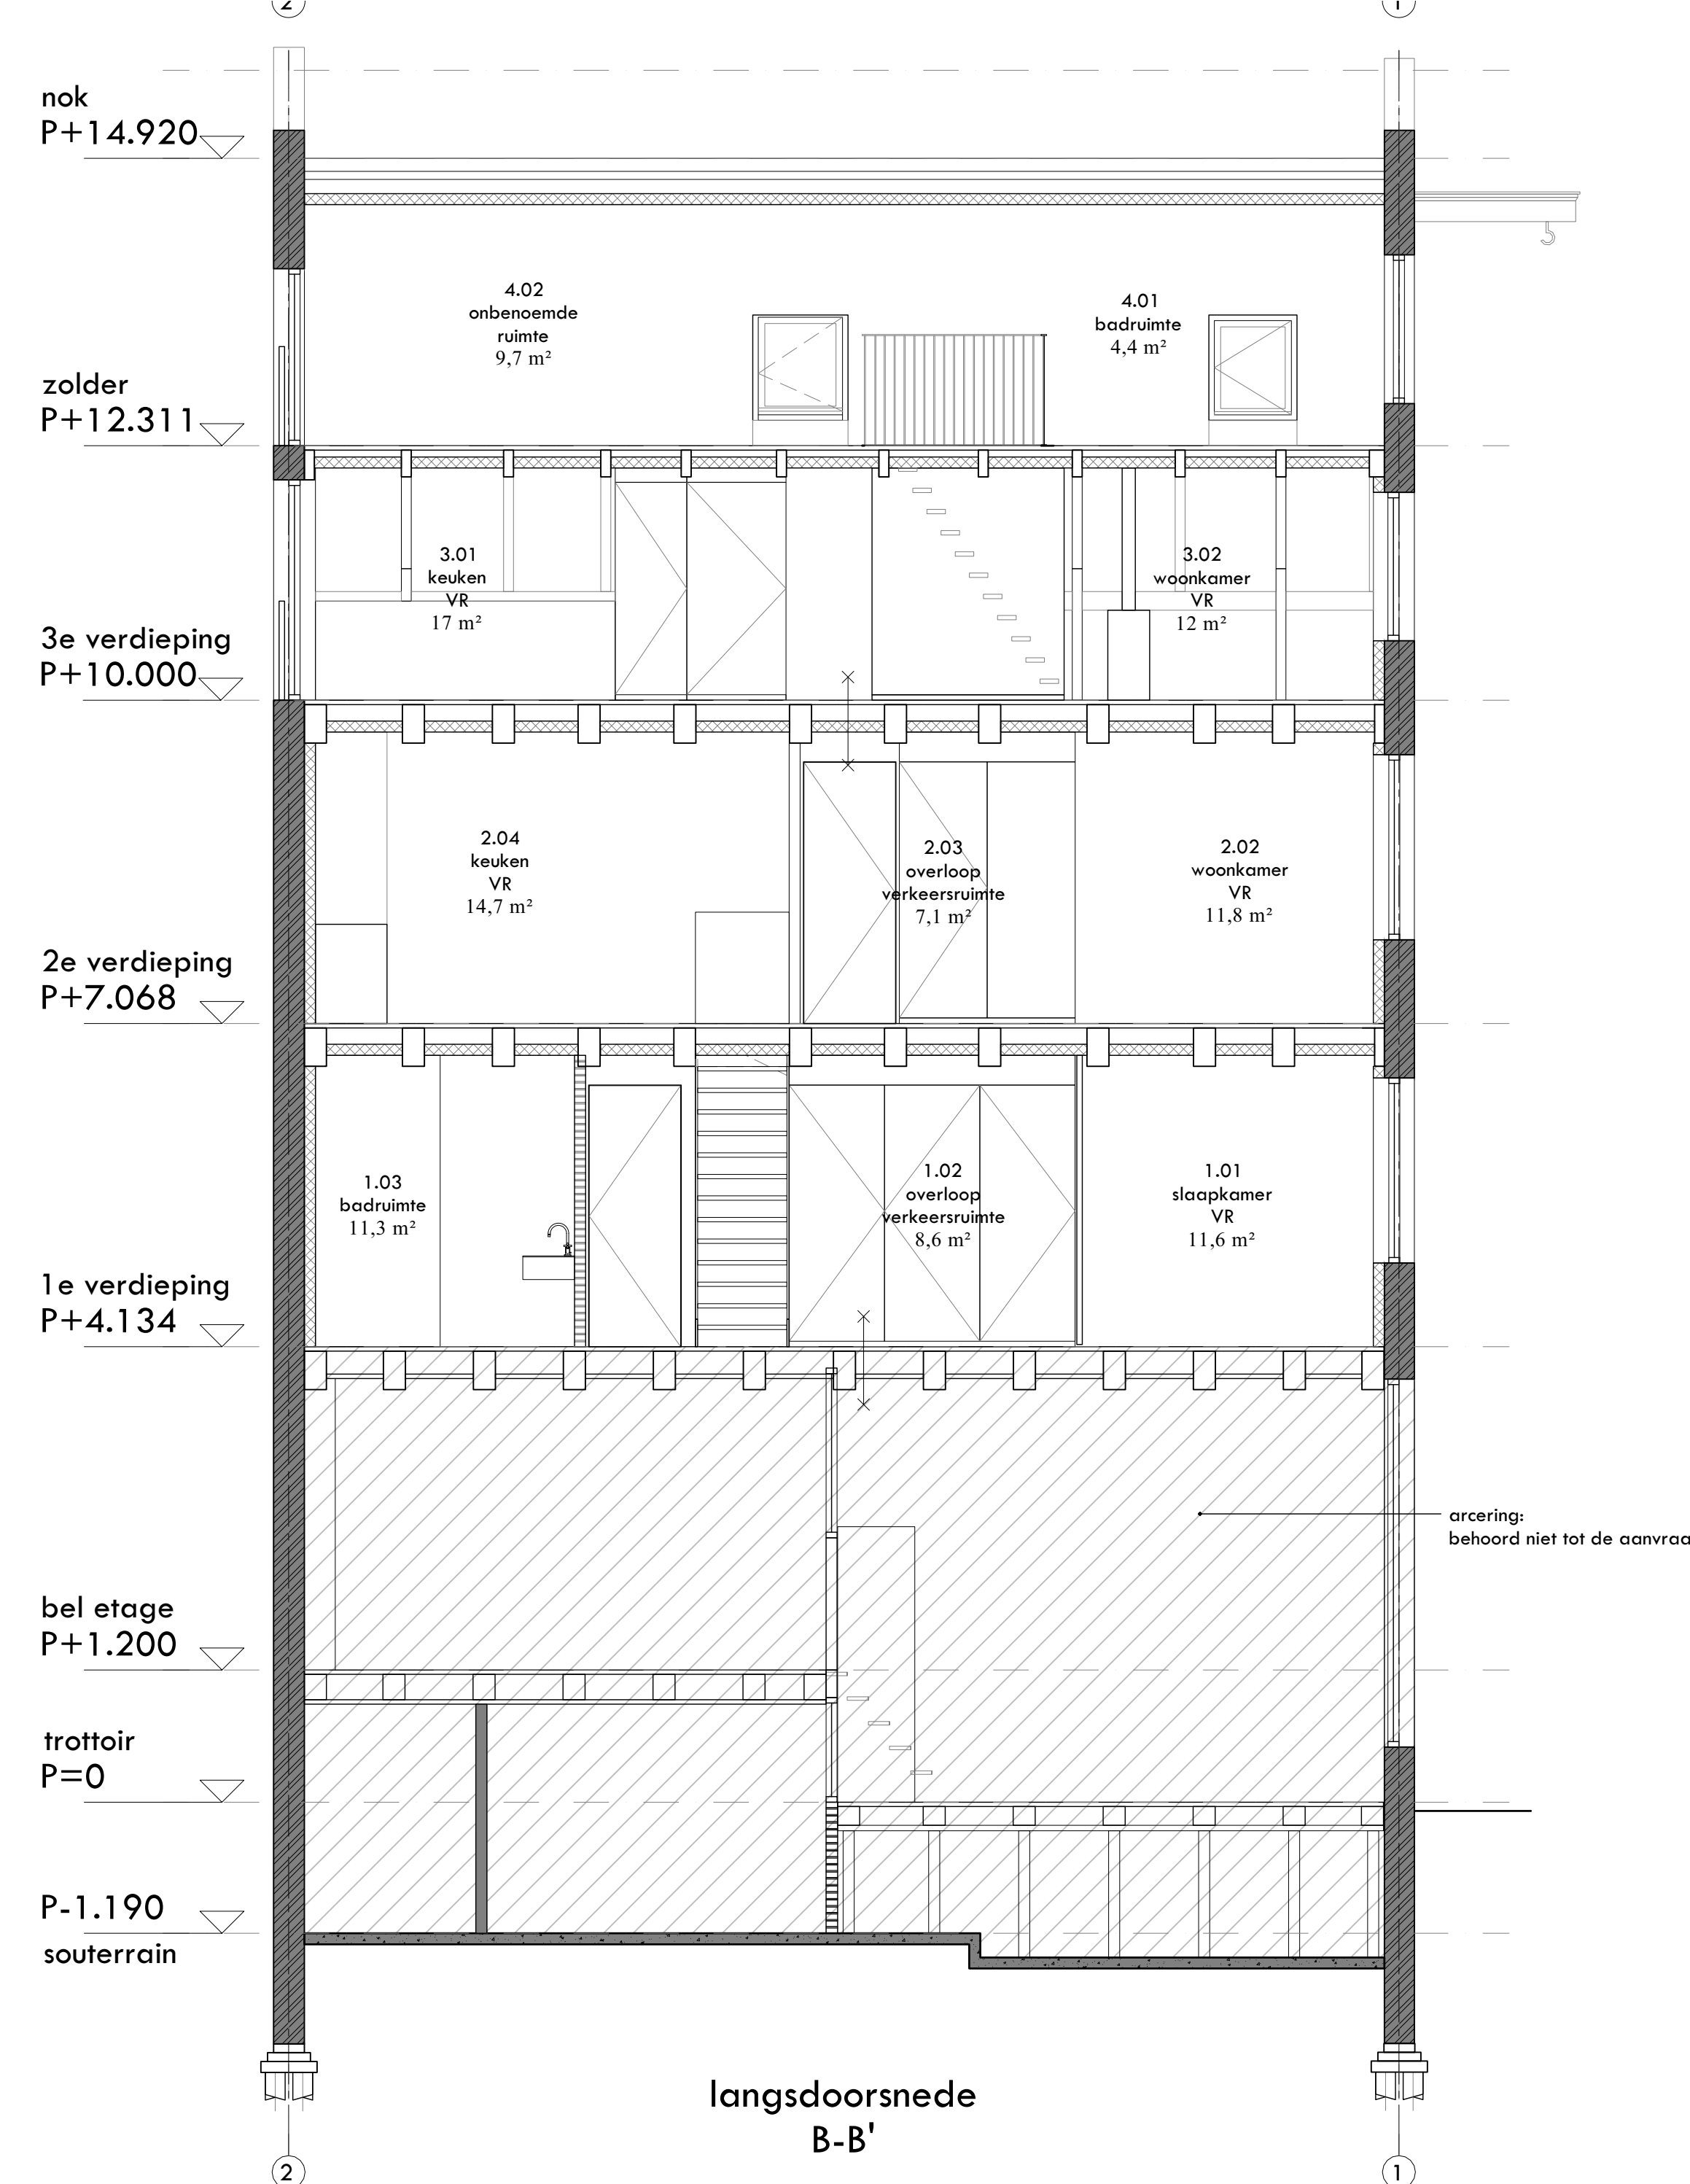 2
1
nok
P+14.920
4.02
onbenoemde
ruimte
9,7 m²
4.01
badruimte
4,4 m²
zolder
P+12.311
3.01
keuken
VR
17 m²
3.02
woonkamer
VR
12 m²
3e verdieping
P+10.000
2.04
keuken
VR
14,7 m²
2.03
overloop
verkeersruimte
7,1 m²
2.02
woonkamer
VR
11,8 m²
2e verdieping
P+7.068
1.03
badruimte
11,3 m²
1.02
overloop
verkeersruimte
8,6 m²
1.01
slaapkamer
VR
11,6 m²
1e verdieping
P+4.134
arcering:
behoord niet tot de aanvraa
bel etage
P+1.200
trottoir
P=0
P-1.190
souterrain
langsdoorsnede
B-B'
2
1